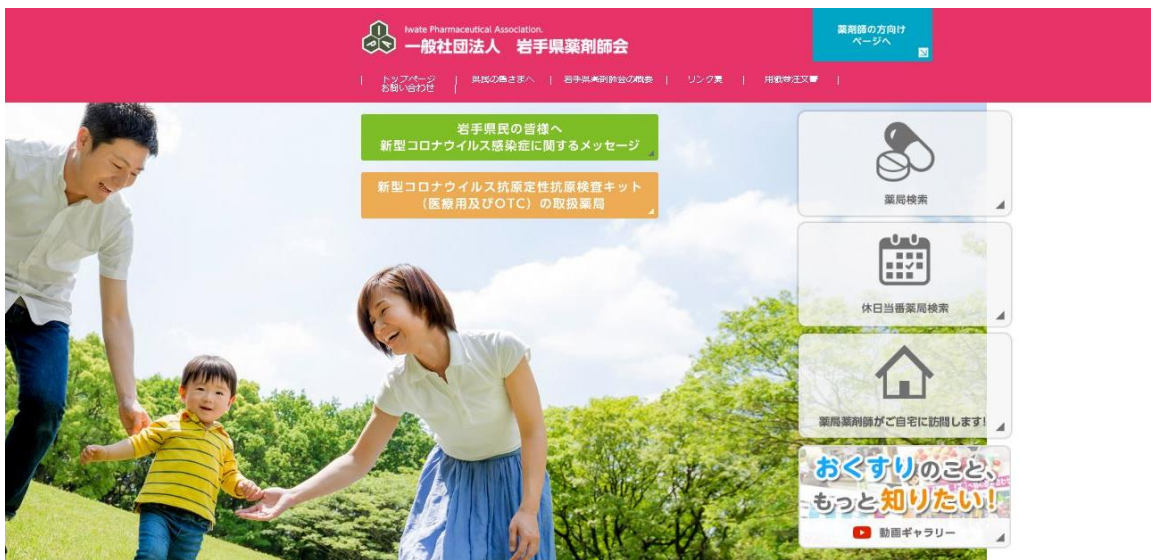 Iwate Pharmaceutical Association.
一般社団法人 岩手県薬剤師会
薬剤師の方向け
ページへ
トップページ | 県民の皆さまへ | 岩手県薬剤師会の概要 | リンク集 |
お問い合わせ
岩手県民の皆様へ
新型コロナウイルス感染症に関するメッセージ
新型コロナウイルス抗原定性抗原検査キット
(医療用及びOTC)の取扱薬局
薬局検索
休日当番薬局検索
薬局薬剤師がご自宅に訪問します!
おくすりのこと、
もっと知りたい!
動画ギャラリー